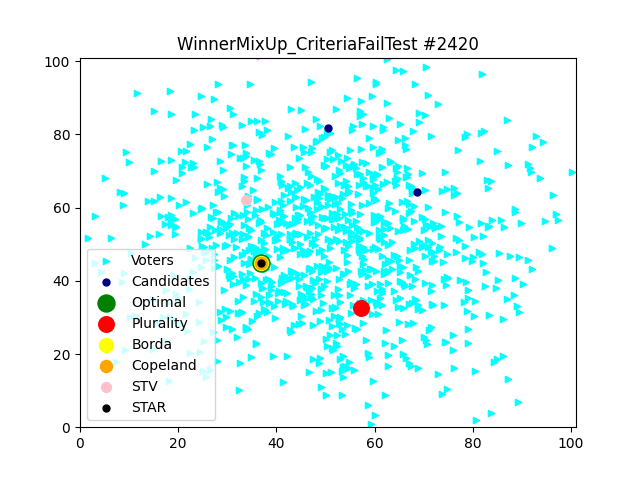 WinnerMixUp_CriteriaFailTest #2420
100
80
60
40
20
0
0 20 40 60 80 100
Voters
Candidates
Optimal
Plurality
Borda
Copeland
STV
STAR